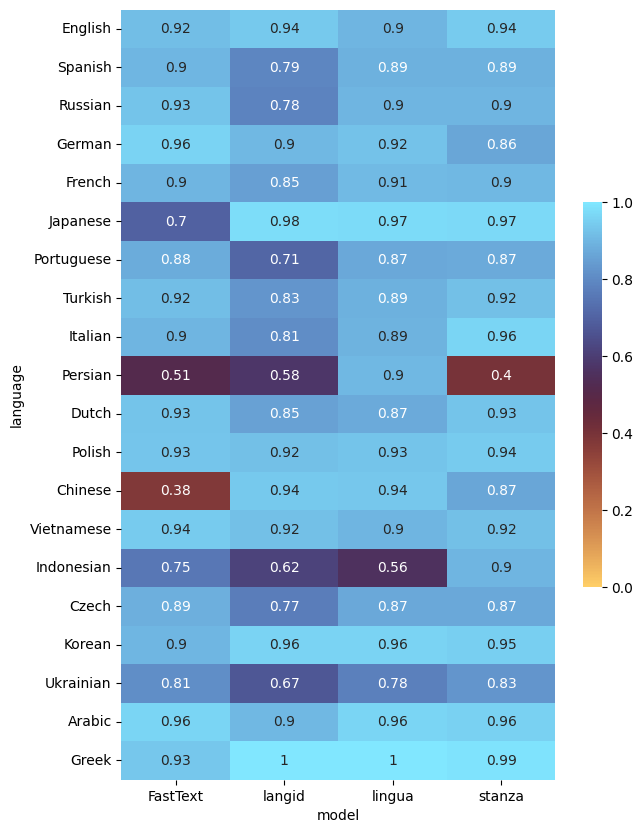 English 0.92 0.94 0.9 0.94
Spanish 0.9 0.79 0.89 0.89
Russian 0.93 0.78 0.9 0.9
German 0.96 0.9 0.92 0.86
French 0.9 0.85 0.91 0.9
Japanese 0.7 0.98 0.97 0.97
Portuguese 0.88 0.71 0.87 0.87
Turkish 0.92 0.83 0.89 0.92
Italian 0.9 0.81 0.89 0.96
Persian 0.51 0.58 0.9 0.4
Dutch 0.93 0.85 0.87 0.93
Polish 0.93 0.92 0.93 0.94
Chinese 0.38 0.94 0.94 0.87
Vietnamese 0.94 0.92 0.9 0.92
Indonesian 0.75 0.62 0.56 0.9
Czech 0.89 0.77 0.87 0.87
Korean 0.9 0.96 0.96 0.95
Ukrainian 0.81 0.67 0.78 0.83
Arabic 0.96 0.9 0.96 0.96
Greek 0.93 1 1 0.99
FastText langid lingua stanza
model
language
1.0
0.8
0.6
0.4
0.2
0.0